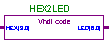 HEX2LED
Vhdl code
HEX(3:0) LED(6:0)